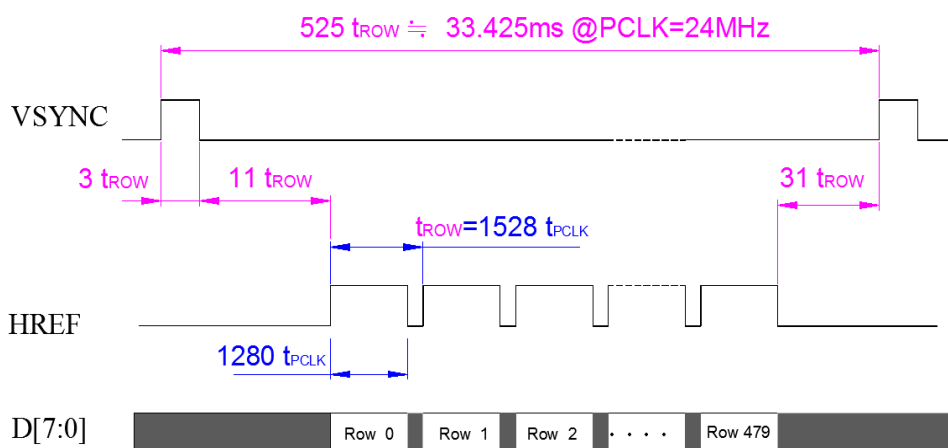 525 tROW ≒ 33.425ms @PCLK=24MHz
VSYNC
3 tROW
11 tROW
31 tROW
tROW=1528 tPCLK
HREF
1280 tPCLK
D[7:0]
Row 0
Row 1
Row 2
· · · ·
Row 479